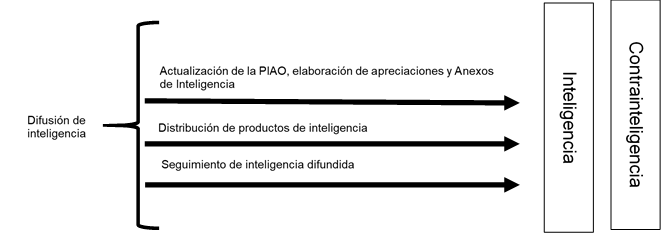 Difusión de
inteligencia
Actualización de la PIAO, elaboración de apreciaciones y Anexos
de Inteligencia
Distribución de productos de inteligencia
Seguimiento de inteligencia difundida
Inteligencia
Contrainteligencia